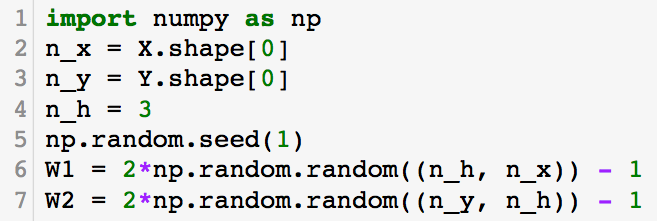 1 import numpy as np
2 n_x = X.shape[0]
3 n_y = Y.shape[0]
4 n_h = 3
5 np.random.seed(1)
6 W1 = 2*np.random.random((n_h, n_x)) - 1
7 W2 = 2*np.random.random((n_y, n_h)) - 1